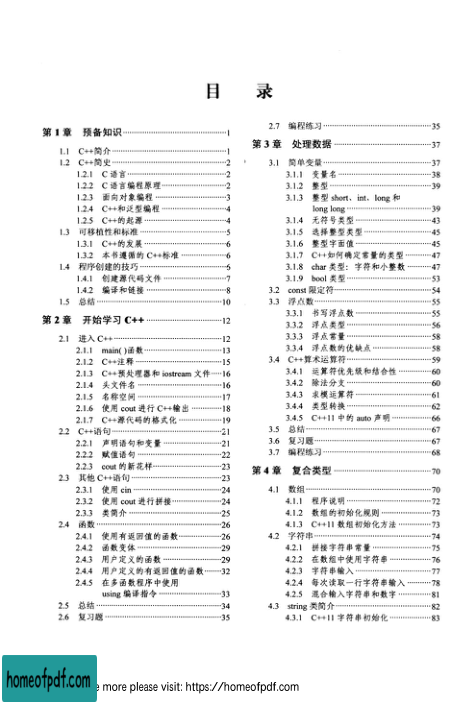 目 录
第 1 章 预备知识……1
1.1 C++简介……1
1.2 C++简史……2
1.2.1 C 语言……2
1.2.2 C 语言编程原理……2
1.2.3 面向对象编程……3
1.2.4 C++和泛型编程……4
1.2.5 C++的起源……4
1.3 可移植性和标准……5
1.3.1 C++的发展……6
1.3.2 本书遵循的 C++标准……6
1.4 程序创建的技巧……6
1.4.1 创建源代码文件……7
1.4.2 编译和链接……8
1.5 总结……10
第 2 章 开始学习 C++……12
2.1 进入 C++……12
2.1.1 main( )函数……13
2.1.2 C++注释……15
2.1.3 C++预处理器和 iostream 文件……16
2.1.4 头文件名……16
2.1.5 名称空间……17
2.1.6 使用 cout 进行 C++输出……18
2.1.7 C++源代码的格式化……19
2.2 C++语句……21
2.2.1 声明语句和变量……21
2.2.2 赋值语句……22
2.2.3 cout 的新花样……23
2.3 其他 C++语句……23
2.3.1 使用 cin……24
2.3.2 使用 cout 进行拼接……24
2.3.3 类简介……25
2.4 函数……26
2.4.1 使用有返回值的函数……26
2.4.2 函数变体……29
2.4.3 用户定义的函数……29
2.4.4 用户定义的有返回值的函数……32
2.4.5 在多函数程序中使用
using 编译指令……33
2.5 总结……34
2.6 复习题……35
2.7 编程练习……35
第 3 章 处理数据……37
3.1 简单变量……37
3.1.1 变量名……38
3.1.2 整型……39
3.1.3 整型 short、int、long 和
long long……39
3.1.4 无符号类型……43
3.1.5 选择整型类型……45
3.1.6 整型字面值……45
3.1.7 C++如何确定常量的类型……47
3.1.8 char 类型：字符和小整数……47
3.1.9 bool 类型……53
3.2 const 限定符……54
3.3 浮点数……55
3.3.1 书写浮点数……55
3.3.2 浮点类型……56
3.3.3 浮点常量……58
3.3.4 浮点数的优缺点……58
3.4 C++算术运算符……59
3.4.1 运算符优先级和结合性……60
3.4.2 除法分支……60
3.4.3 求模运算符……61
3.4.4 类型转换……62
3.4.5 C++11 中的 auto 声明……66
3.5 总结……67
3.6 复习题……67
3.7 编程练习……68
第 4 章 复合类型……70
4.1 数组……70
4.1.1 程序说明……72
4.1.2 数组的初始化规则……73
4.1.3 C++11 数组初始化方法……73
4.2 字符串……74
4.2.1 拼接字符串常量……75
4.2.2 在数组中使用字符串……76
4.2.3 字符串输入……77
4.2.4 每次读取一行字符串输入……78
4.2.5 混合输入字符串和数字……81
4.3 string 类简介……82
4.3.1 C++11 字符串初始化……83
homeofpdf.com
more please visit: https://homeofpdf.com